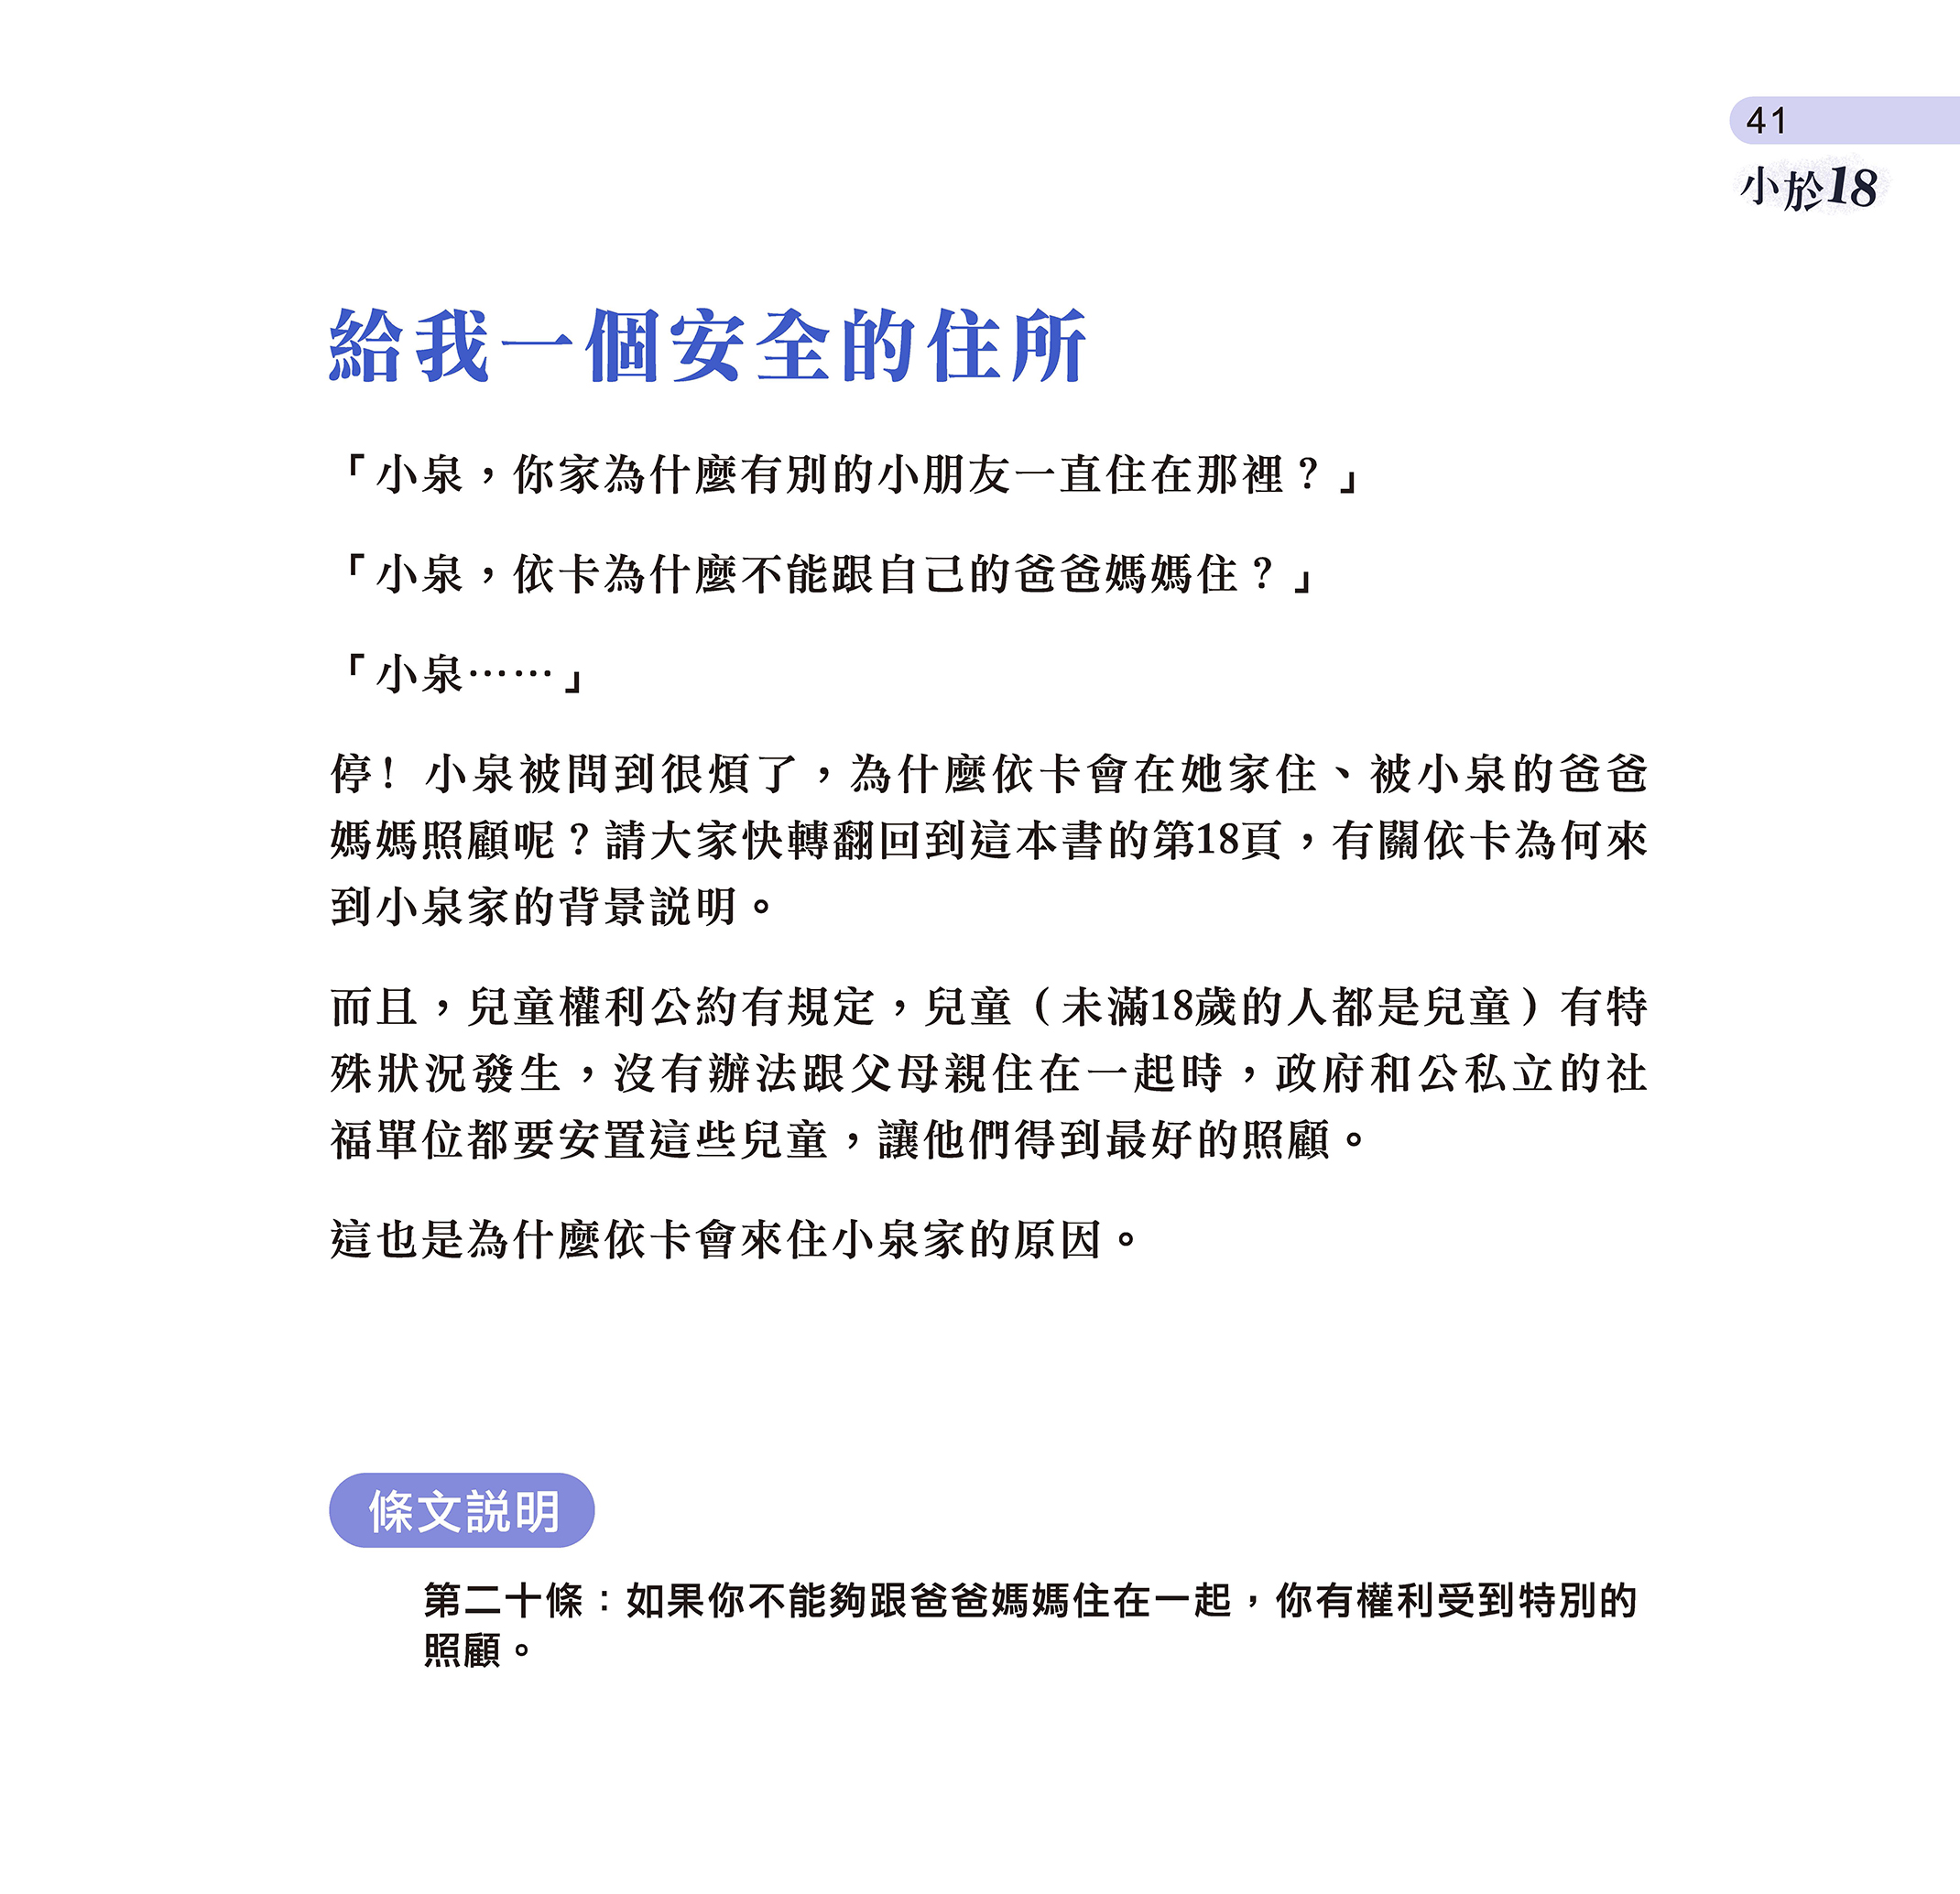 41
小於18
給我一個安全的住所
「小泉，你家為什麼有別的小朋友一直住在那裡？」
「小泉，依卡為什麼不能跟自己的爸爸媽媽住？」
「小泉⋯⋯」
停！小泉被問到很煩了，為什麼依卡會在她家住、被小泉的爸爸
媽媽照顧呢？請大家快轉翻回到這本書的第18頁，有關依卡為何來
到小泉家的背景説明。
而且，兒童權利公約有規定，兒童（未滿18歲的人都是兒童）有特
殊狀況發生，沒有辦法跟父母親住在一起時，政府和公私立的社
福單位都要安置這些兒童，讓他們得到最好的照顧。
這也是為什麼依卡會來住小泉家的原因。
條文説明
第二十條：如果你不能夠跟爸爸媽媽住在一起，你有權利受到特別的
照顧。